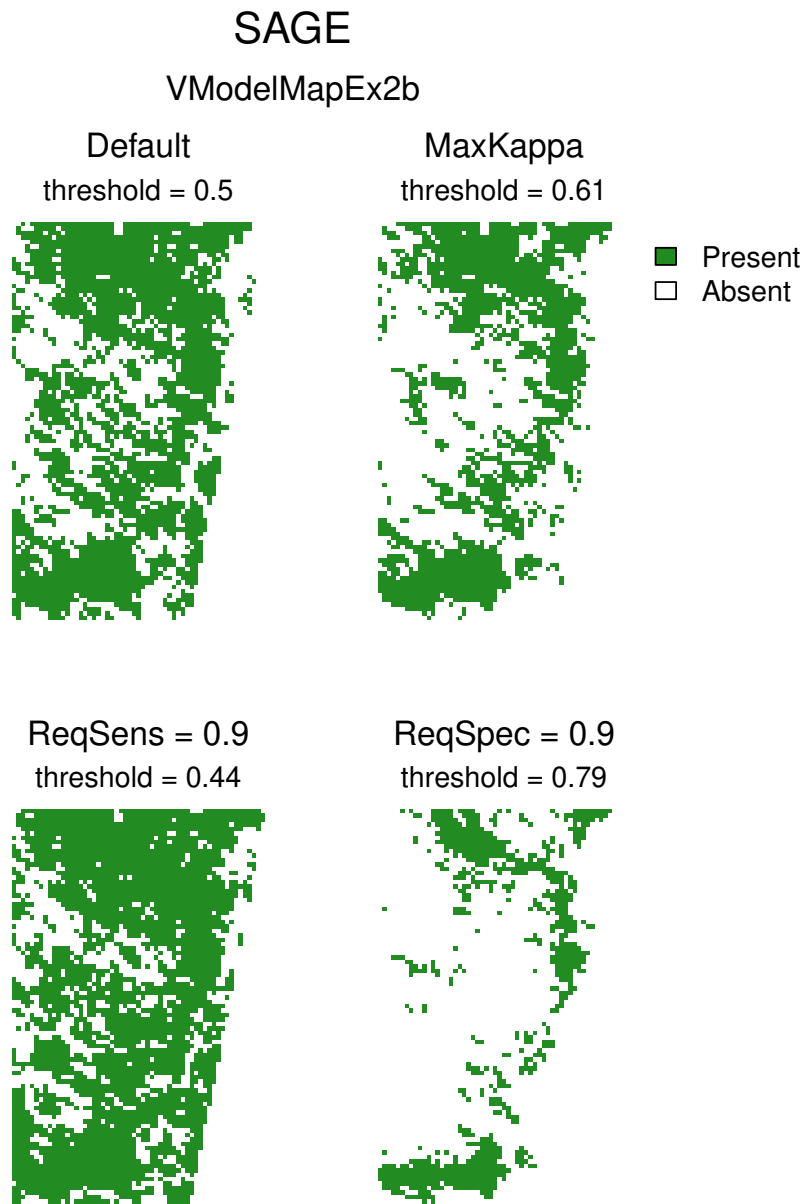 SAGE
VModelMapEx2b
Default
threshold = 0.5
MaxKappa
threshold = 0.61
Present
Absent
ReqSens = 0.9
threshold = 0.44
ReqSpec = 0.9
threshold = 0.79